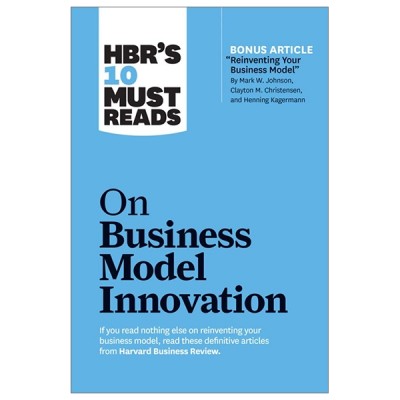 HBR'S
10
MUST
READS
BONUS ARTICLE
"Reinventing Your
Business Model"
By Mark W. Johnson,
Clayton M. Christensen,
and Henning Kagermann
On
Business
Model
Innovation
If you read nothing else on reinventing your
business model, read these definitive articles
from Harvard Business Review.